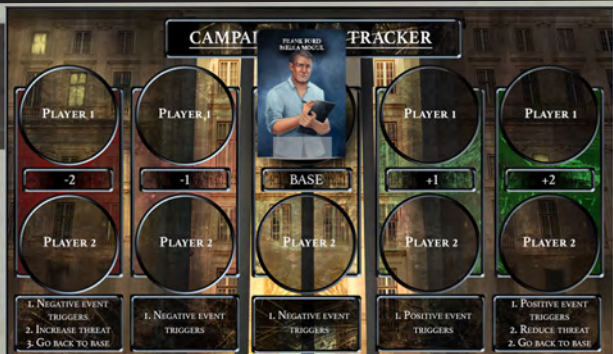 CAMPAI TRACKER
FRANK FORD
MEDIA MOGUL
PLAYER 1
PLAYER 1
PLAYER 1
PLAYER 1
-2
-1
BASE
+1
+2
PLAYER 2
PLAYER 2
PLAYER 2
PLAYER 2
PLAYER 2
1. NEGATIVE EVENT
TRIGGERS
2. INCREASE THREAT
3. GO BACK TO BASE
1. NEGATIVE EVENT
TRIGGERS
1. NEGATIVE EVENT
TRIGGERS
1. POSITIVE EVENT
TRIGGERS
1. POSITIVE EVENT
TRIGGERS
2. REDUCE THREAT
2. GO BACK TO BASE